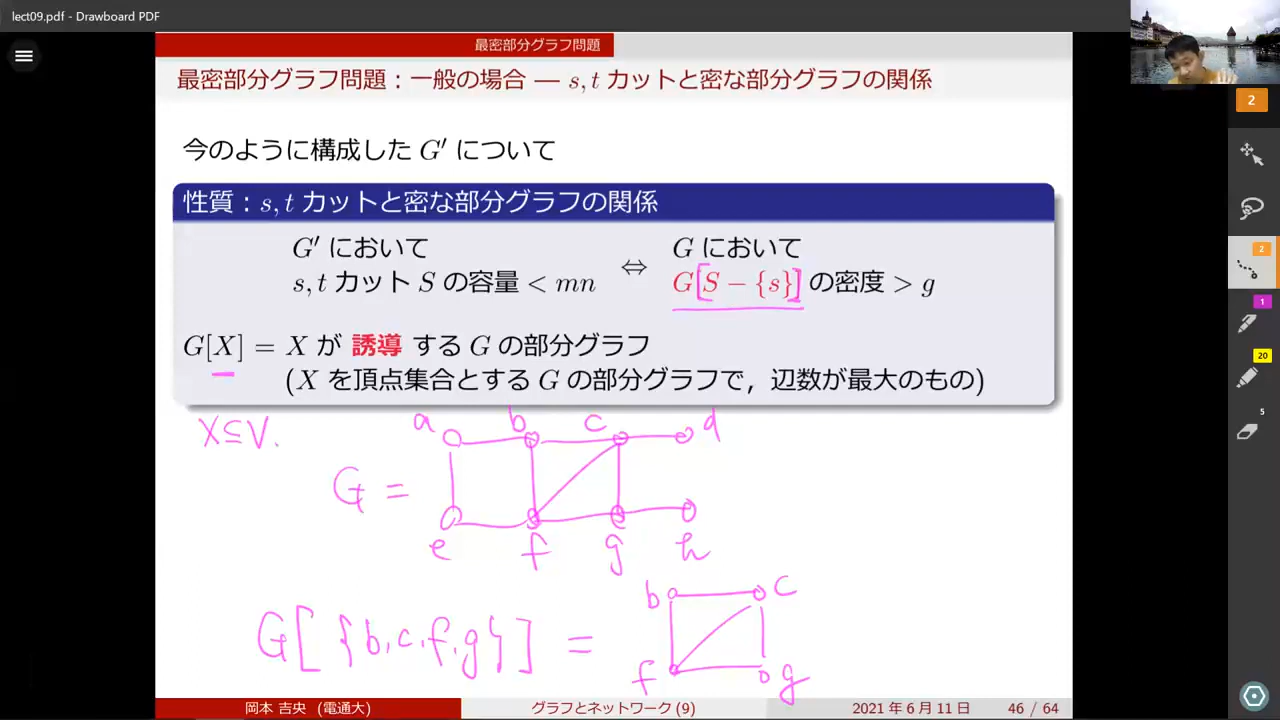 lect09.pdf - Drawboard PDF
最密部分グラフ問題
最密部分グラフ問題：一般の場合 — s, t カットと密な部分グラフの関係
今のように構成した G′ について
性質：s, t カットと密な部分グラフの関係
G′ において
s, t カット S の容量 < mn
⇔
G において
G[S − {s}] の密度 > g
G[X] = X が 誘導 する G の部分グラフ
(X を頂点集合とする G の部分グラフで，辺数が最大のもの)
X⊆V.
a b c d
G =
e f g h
G[{b,c,f,g}] =
b c
f g
岡本 吉央 (電通大)
グラフとネットワーク (9)
2021 年 6 月 11 日
46 / 64
2
2
1
20
5